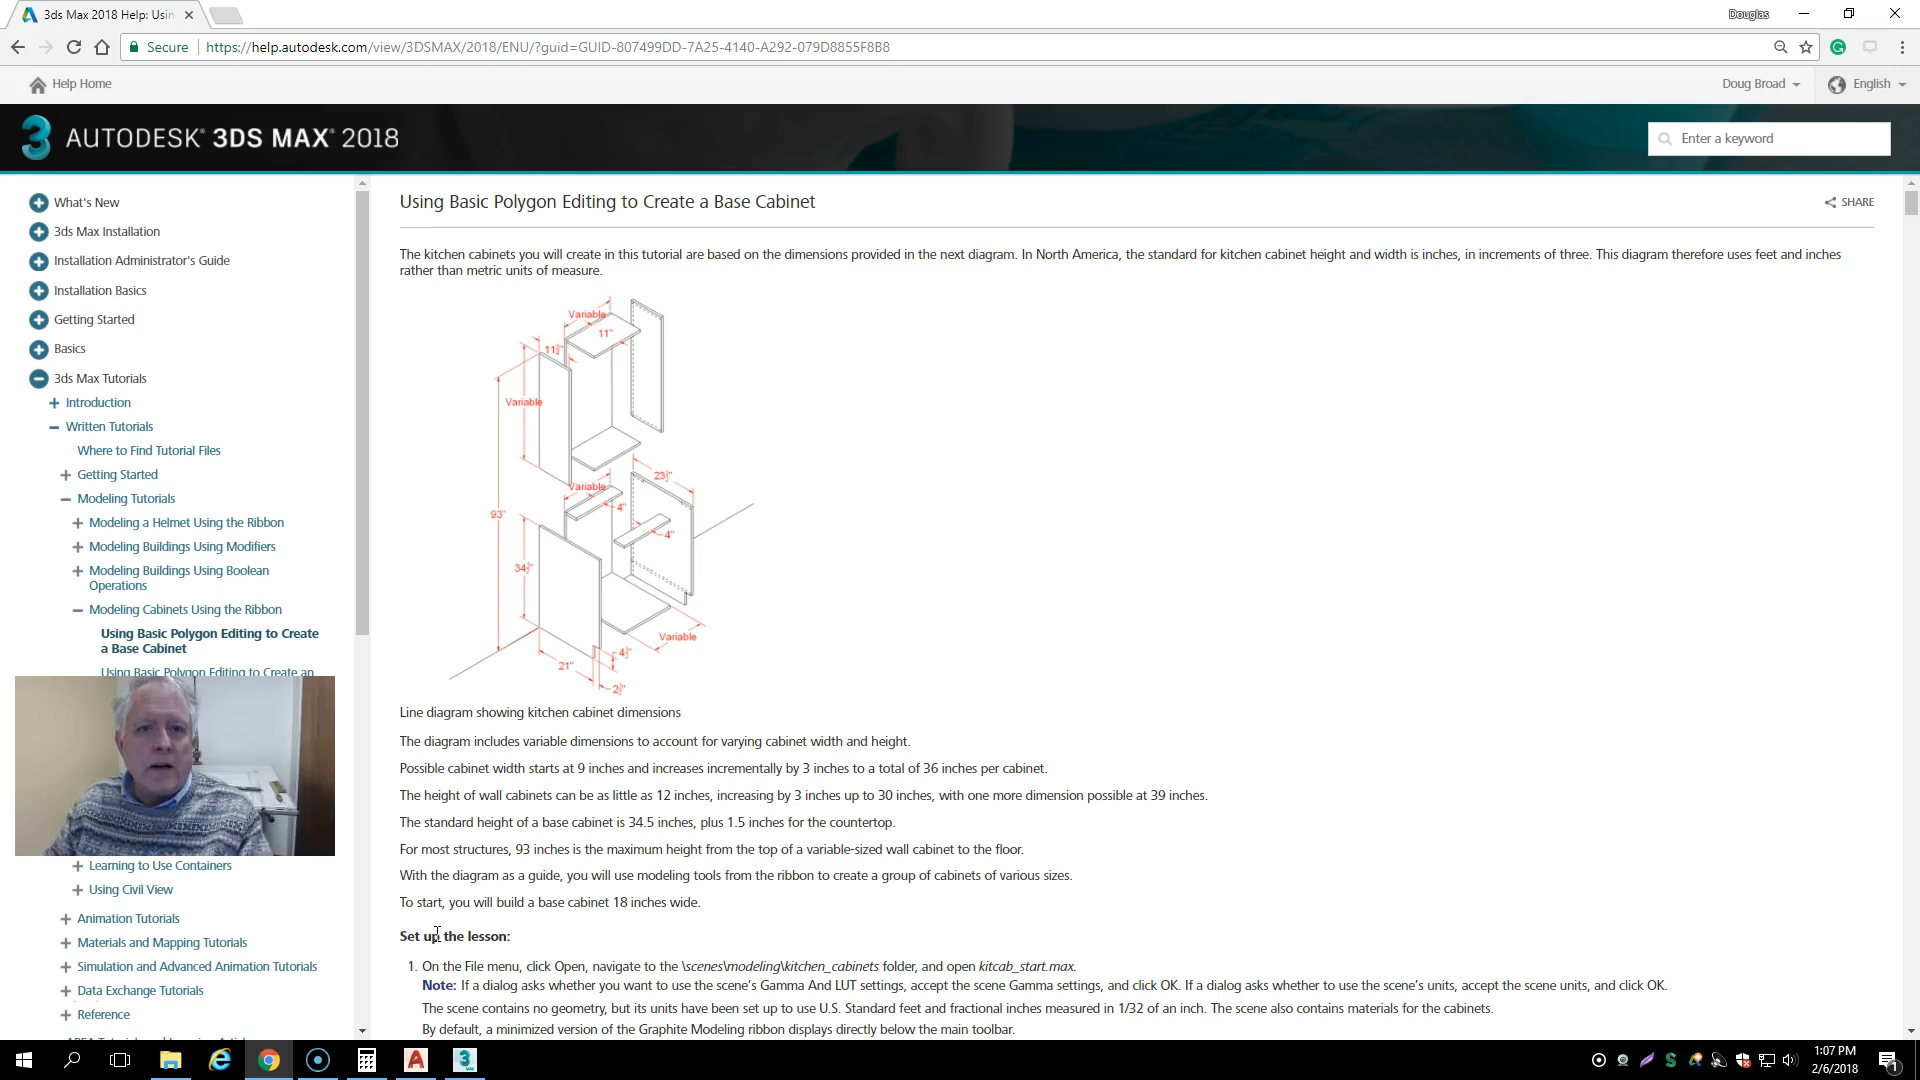 3ds Max 2018 Help: Usin
Douglas
Secure
https://help.autodesk.com/view/3DSMAX/2018/ENU/?guid=GUID-807499DD-7A25-4140-A292-079D8855F8B8
Help Home
Doug Broad
English
3 AUTODESK® 3DS MAX® 2018
Enter a keyword
What's New
3ds Max Installation
Installation Administrator's Guide
Installation Basics
Getting Started
Basics
3ds Max Tutorials
Introduction
Written Tutorials
Where to Find Tutorial Files
Getting Started
Modeling Tutorials
Modeling a Helmet Using the Ribbon
Modeling Buildings Using Modifiers
Modeling Buildings Using Boolean
Operations
Modeling Cabinets Using the Ribbon
Using Basic Polygon Editing to Create
a Base Cabinet
Using Basic Polygon Editing to Create an
Learning to Use Containers
Using Civil View
Animation Tutorials
Materials and Mapping Tutorials
Simulation and Advanced Animation Tutorials
Data Exchange Tutorials
Reference
Using Basic Polygon Editing to Create a Base Cabinet
SHARE
The kitchen cabinets you will create in this tutorial are based on the dimensions provided in the next diagram. In North America, the standard for kitchen cabinet height and width is inches, in increments of three. This diagram therefore uses feet and inches
rather than metric units of measure.
Variable
11"
Variable
Variable
4"
93"
4"
Variable
21"
Line diagram showing kitchen cabinet dimensions
The diagram includes variable dimensions to account for varying cabinet width and height.
Possible cabinet width starts at 9 inches and increases incrementally by 3 inches to a total of 36 inches per cabinet.
The height of wall cabinets can be as little as 12 inches, increasing by 3 inches up to 30 inches, with one more dimension possible at 39 inches.
The standard height of a base cabinet is 34.5 inches, plus 1.5 inches for the countertop.
For most structures, 93 inches is the maximum height from the top of a variable-sized wall cabinet to the floor.
With the diagram as a guide, you will use modeling tools from the ribbon to create a group of cabinets of various sizes.
To start, you will build a base cabinet 18 inches wide.
Set up the lesson:
1. On the File menu, click Open, navigate to the \scenes\modeling\kitchen_cabinets folder, and open kitcab_start.max.
Note: If a dialog asks whether you want to use the scene's Gamma And LUT settings, accept the scene Gamma settings, and click OK. If a dialog asks whether to use the scene's units, accept the scene units, and click OK.
The scene contains no geometry, but its units have been set up to use U.S. Standard feet and fractional inches measured in 1/32 of an inch. The scene also contains materials for the cabinets.
By default, a minimized version of the Graphite Modeling ribbon displays directly below the main toolbar.
1:07 PM
2/6/2018
1